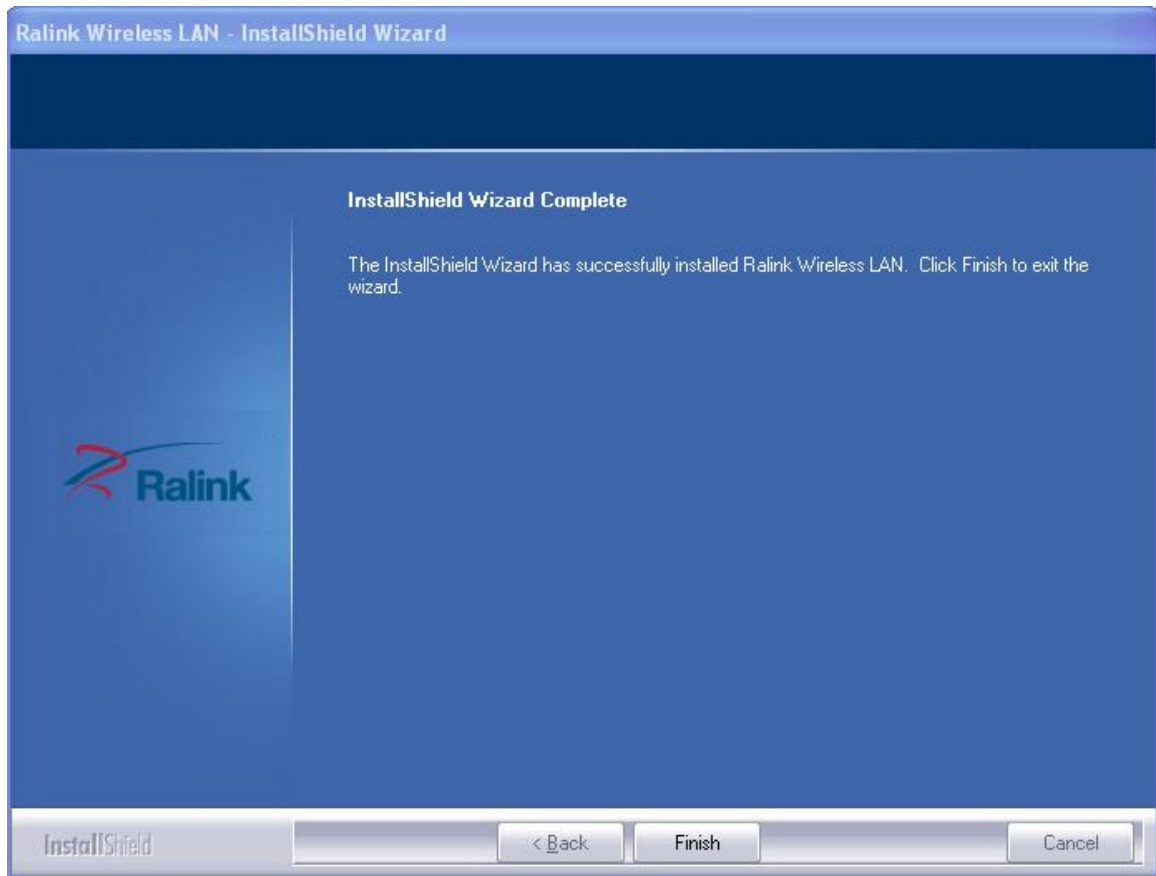 Ralink Wireless LAN - InstallShield Wizard
InstallShield Wizard Complete
The InstallShield Wizard has successfully installed Ralink Wireless LAN. Click Finish to exit the
wizard.
Ralink
InstallShield
< Back
Finish
Cancel